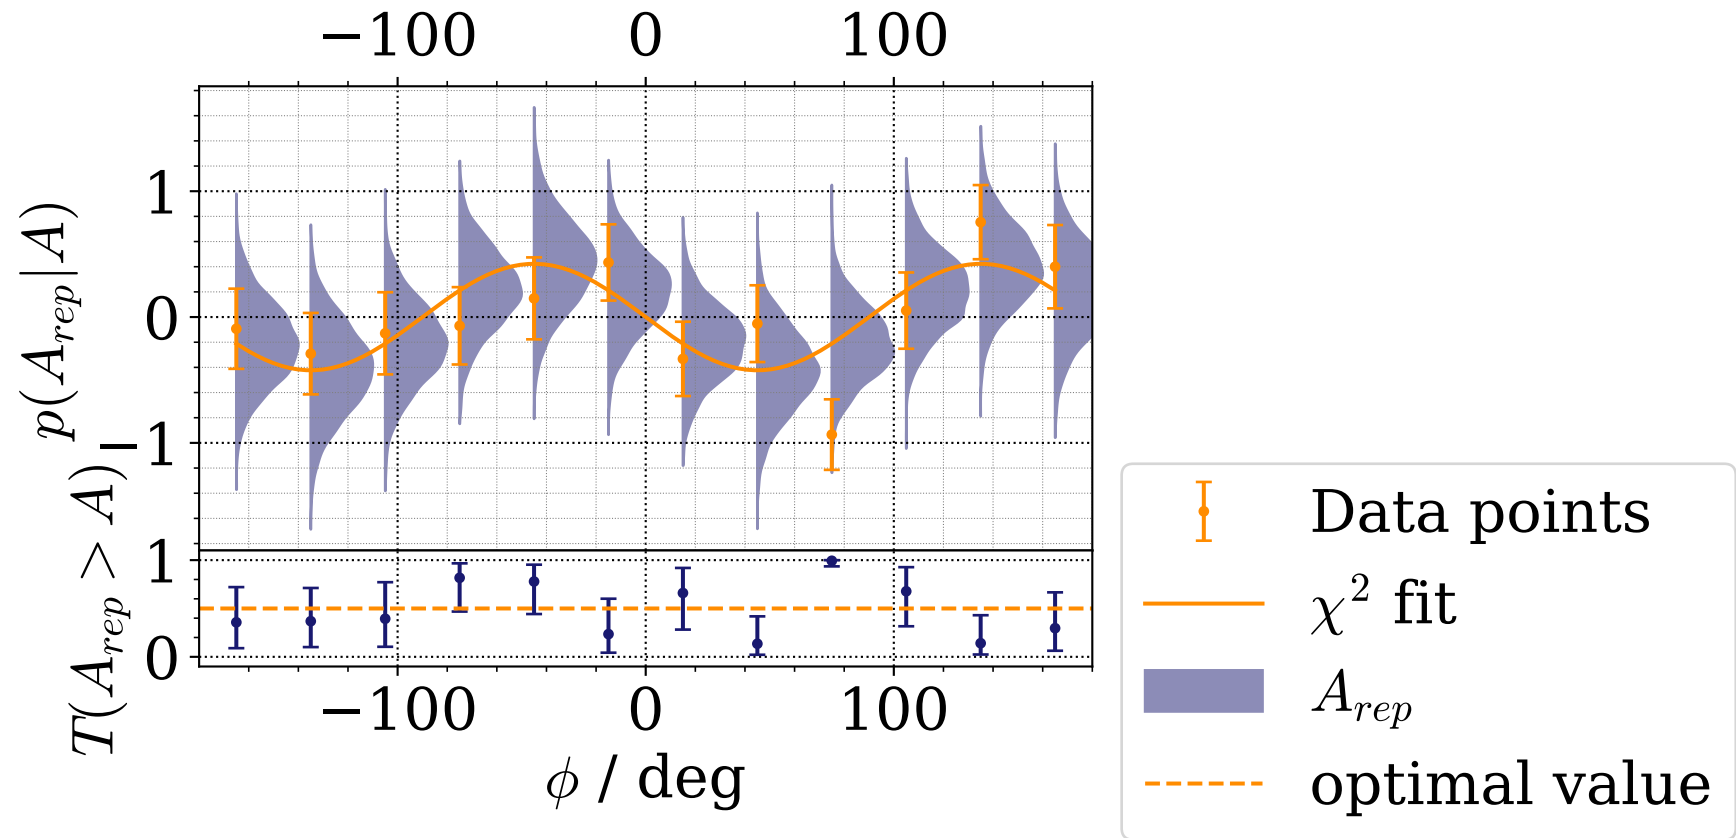 −100 0 100
p(A_rep|A)
1
0
−1
T(A_rep > A)
1
0
−100 0 100
ϕ / deg
Data points
χ² fit
A_rep
optimal value